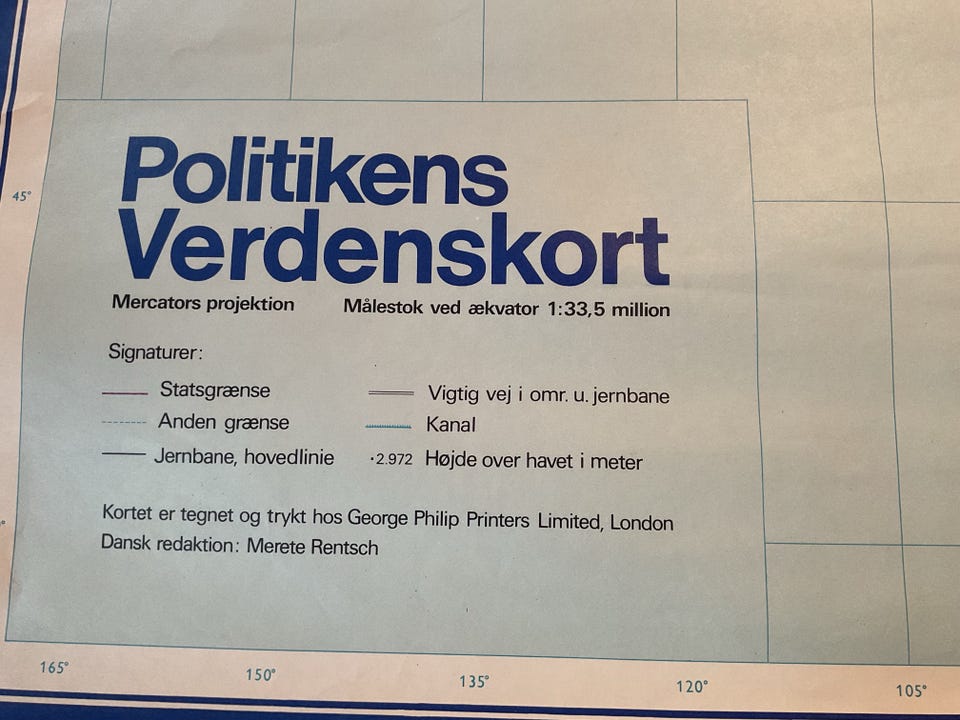 Politikens
Verdenskort
Mercators projektion Målestok ved ækvator 1:33,5 million
Signaturer:
Statsgrænse Vigtig vej i omr. u. jernbane
Anden grænse Kanal
Jernbane, hovedlinie ·2.972 Højde over havet i meter
Kortet er tegnet og trykt hos George Philip Printers Limited, London
Dansk redaktion: Merete Rentsch
45°
165° 150° 135° 120° 105°